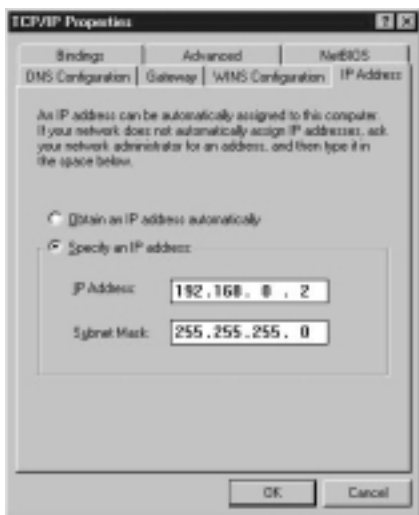 TCP/IP Properties
Bindings Advanced NetBIOS
DNS Configuration Gateway WINS Configuration IP Address
An IP address can be automatically assigned to this computer.
If your network does not automatically assign IP addresses, ask
your network administrator for an address, and then type it in
the space below.
Obtain an IP address automatically
Specify an IP address:
IP Address: 192.168. 0 . 2
Subnet Mask: 255.255.255. 0
OK Cancel